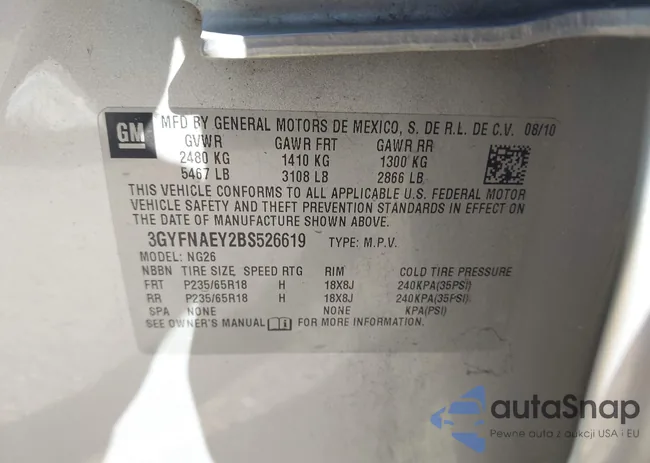 GM
MFD BY GENERAL MOTORS DE MEXICO, S. DE R.L. DE C.V. 08/10
GVWR GAWR FRT GAWR RR
2480 KG 1410 KG 1300 KG
5467 LB 3108 LB 2866 LB
THIS VEHICLE CONFORMS TO ALL APPLICABLE U.S. FEDERAL MOTOR
VEHICLE SAFETY AND THEFT PREVENTION STANDARDS IN EFFECT ON
THE DATE OF MANUFACTURE SHOWN ABOVE.
3GYFNAEY2BS526619 TYPE: M.P.V.
MODEL: NG26
NBBN TIRE SIZE SPEED RTG RIM COLD TIRE PRESSURE
FRT P235/65R18 H 18X8J 240KPA(35PSI)
RR P235/65R18 H 18X8J 240KPA(35PSI)
SPA NONE NONE KPA(PSI)
SEE OWNER'S MANUAL FOR MORE INFORMATION.
autaSnap
Pewne auta z aukcji USA i EU